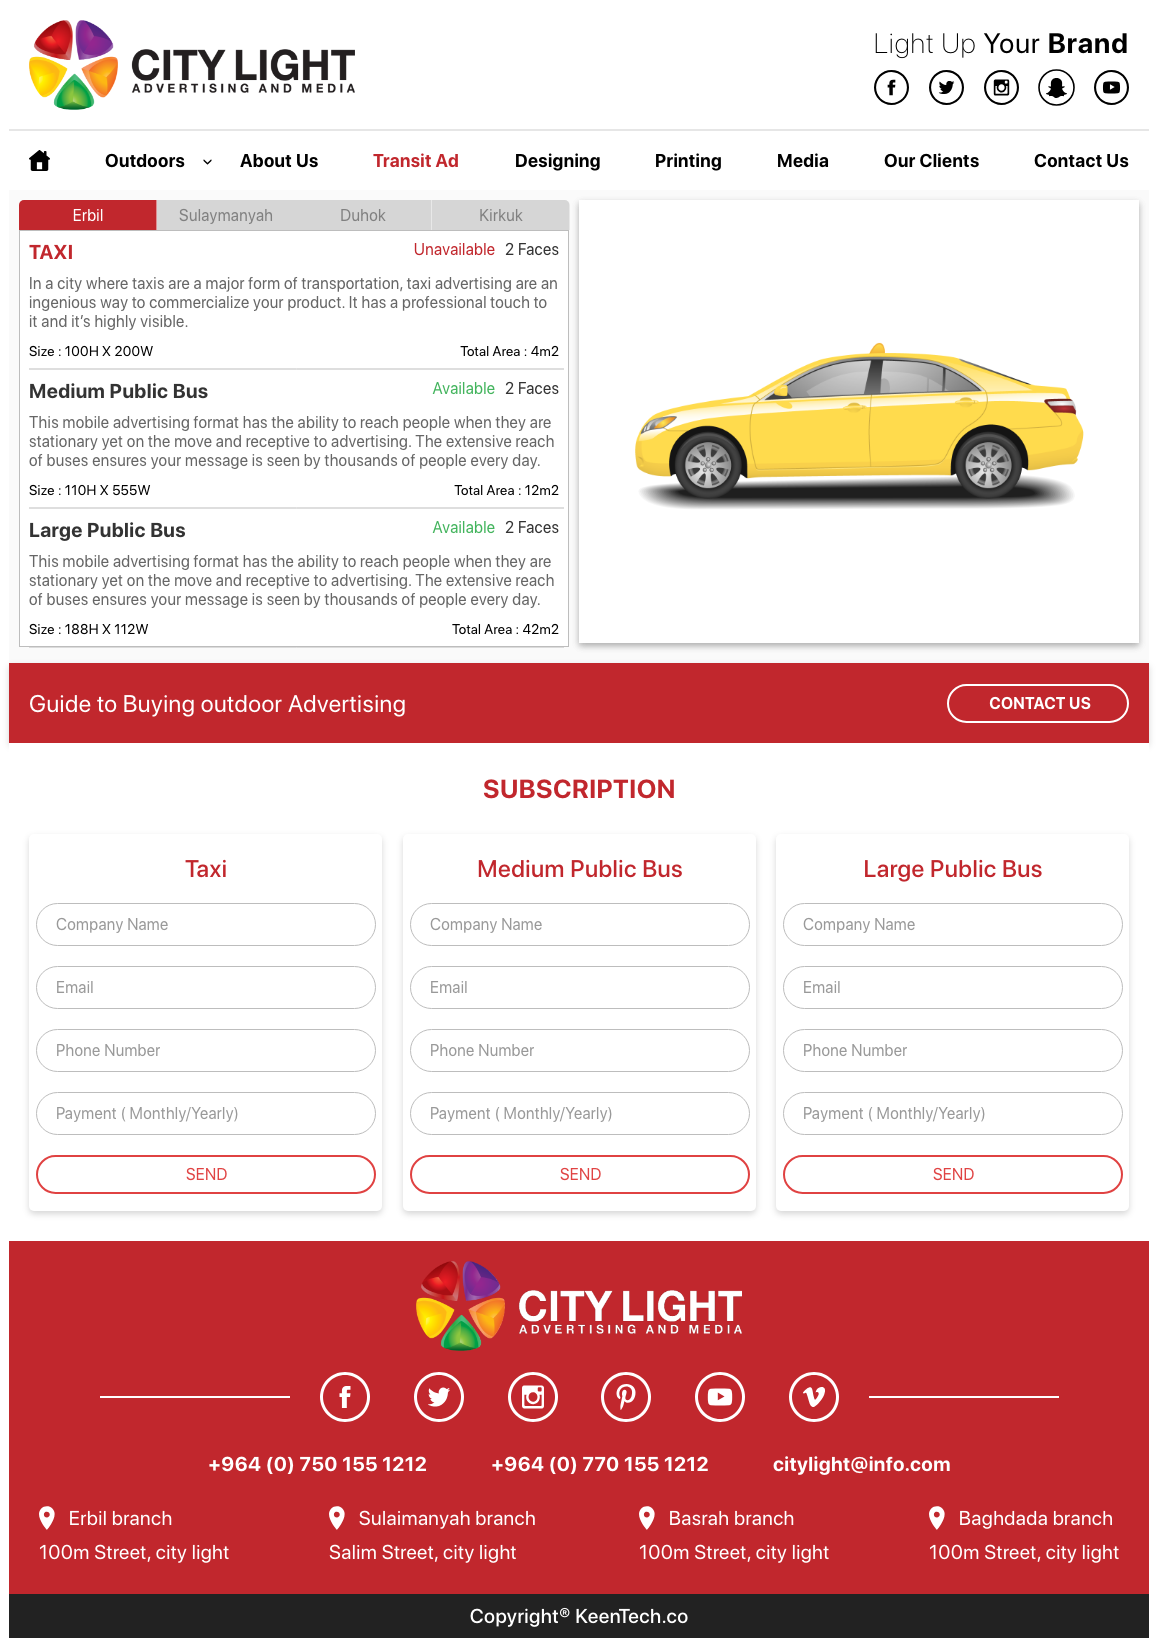 CITY LIGHT
ADVERTISING AND MEDIA
Light Up Your Brand
Outdoors About Us Transit Ad Designing Printing Media Our Clients Contact Us
Erbil Sulaymanyah Duhok Kirkuk
TAXI Unavailable 2 Faces
In a city where taxis are a major form of transportation, taxi advertising are an
ingenious way to commercialize your product. It has a professional touch to
it and it’s highly visible.
Size : 100H X 200W Total Area : 4m2
Medium Public Bus Available 2 Faces
This mobile advertising format has the ability to reach people when they are
stationary yet on the move and receptive to advertising. The extensive reach
of buses ensures your message is seen by thousands of people every day.
Size : 110H X 555W Total Area : 12m2
Large Public Bus Available 2 Faces
This mobile advertising format has the ability to reach people when they are
stationary yet on the move and receptive to advertising. The extensive reach
of buses ensures your message is seen by thousands of people every day.
Size : 188H X 112W Total Area : 42m2
Guide to Buying outdoor Advertising CONTACT US
SUBSCRIPTION
Taxi
Company Name
Email
Phone Number
Payment ( Monthly/Yearly)
SEND
Medium Public Bus
Company Name
Email
Phone Number
Payment ( Monthly/Yearly)
SEND
Large Public Bus
Company Name
Email
Phone Number
Payment ( Monthly/Yearly)
SEND
CITY LIGHT
ADVERTISING AND MEDIA
+964 (0) 750 155 1212 +964 (0) 770 155 1212 citylight@info.com
Erbil branch Sulaimanyah branch Basrah branch Baghdada branch
100m Street, city light Salim Street, city light 100m Street, city light 100m Street, city light
Copyright® KeenTech.co